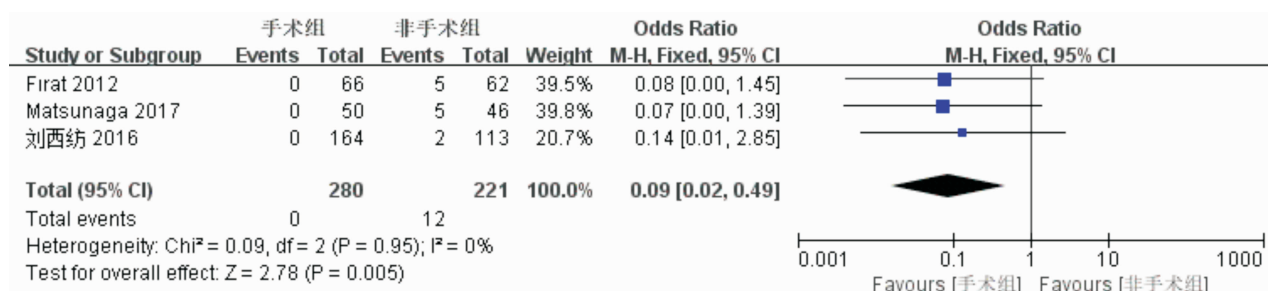 手术组 非手术组 Odds Ratio Odds Ratio
Study or Subgroup Events Total Events Total Weight M-H, Fixed, 95% CI M-H, Fixed, 95% CI
Fırat 2012 0 66 5 62 39.5% 0.08 [0.00, 1.45]
Matsunaga 2017 0 50 5 46 39.8% 0.07 [0.00, 1.39]
刘西纺 2016 0 164 2 113 20.7% 0.14 [0.01, 2.85]
Total (95% CI) 280 221 100.0% 0.09 [0.02, 0.49]
Total events 0 12
Heterogeneity: Chi² = 0.09, df = 2 (P = 0.95); I² = 0%
Test for overall effect: Z = 2.78 (P = 0.005)
0.001 0.1 1 10 1000
Favours [手术组] Favours [非手术组]